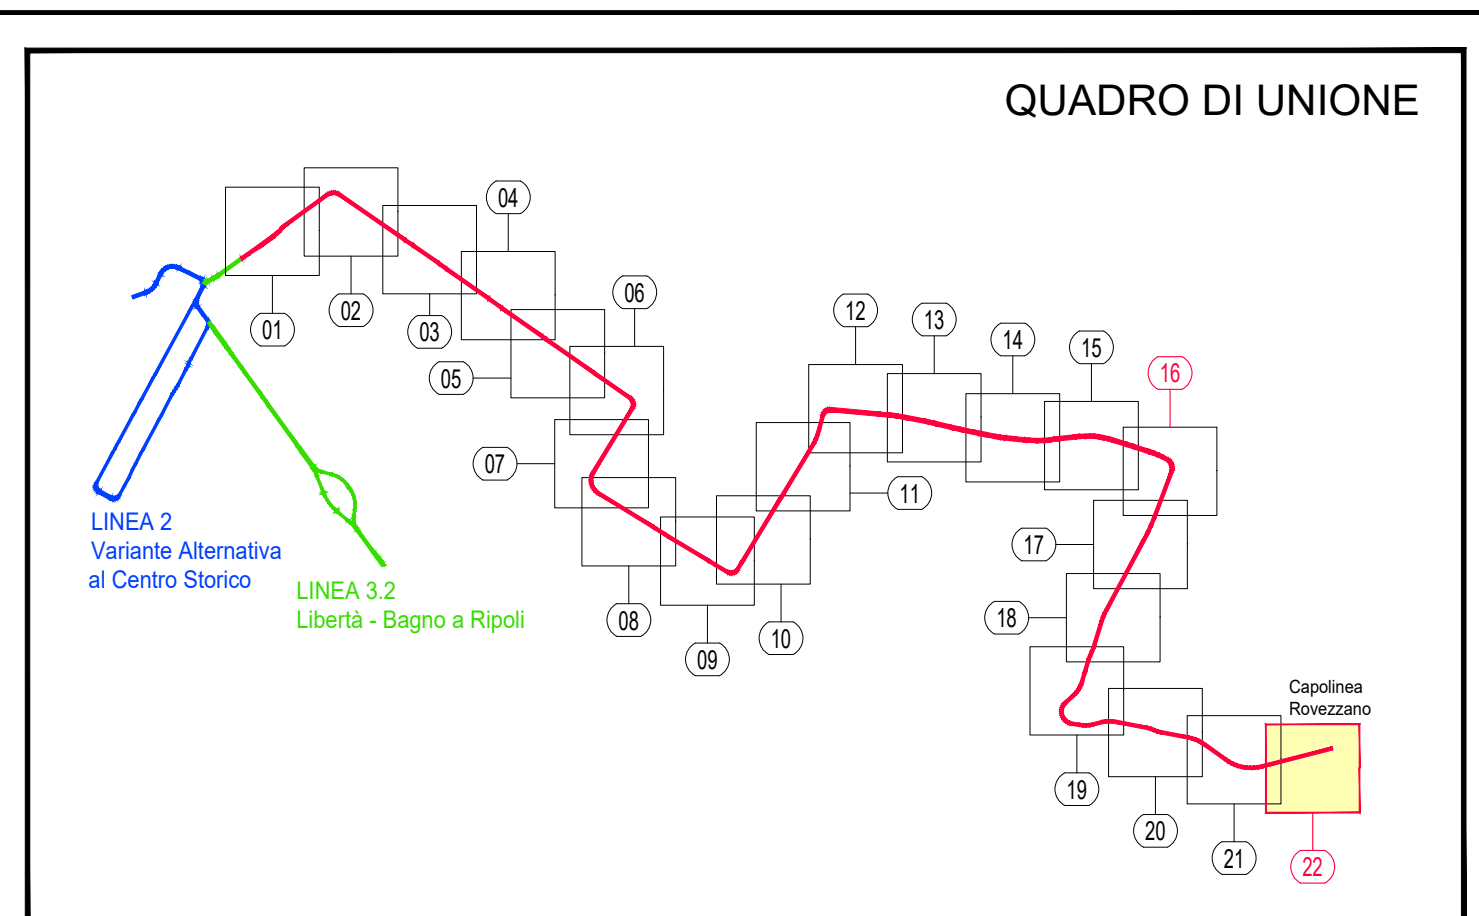 QUADRO DI UNIONE
04
06
01
02
03
05
12
13
14
15
16
07
11
LINEA 2
Variante Alternativa
al Centro Storico
17
LINEA 3.2
Libertà - Bagno a Ripoli
08
09
10
18
Capolinea
Rovezzano
19
20
21
22